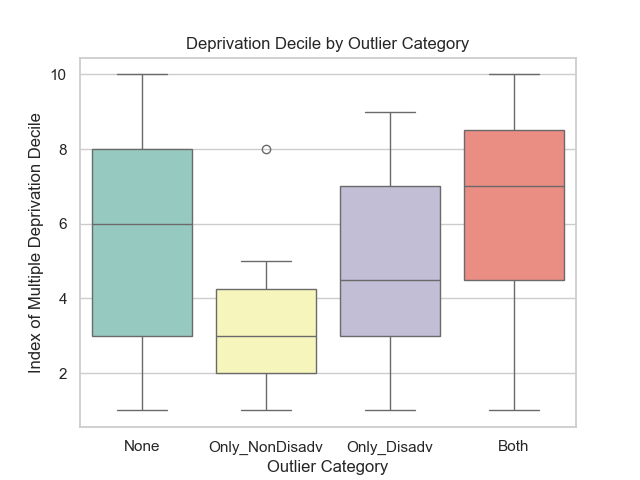 Deprivation Decile by Outlier Category
Index of Multiple Deprivation Decile
10
8
6
4
2
None
Only_NonDisadv
Only_Disadv
Both
Outlier Category